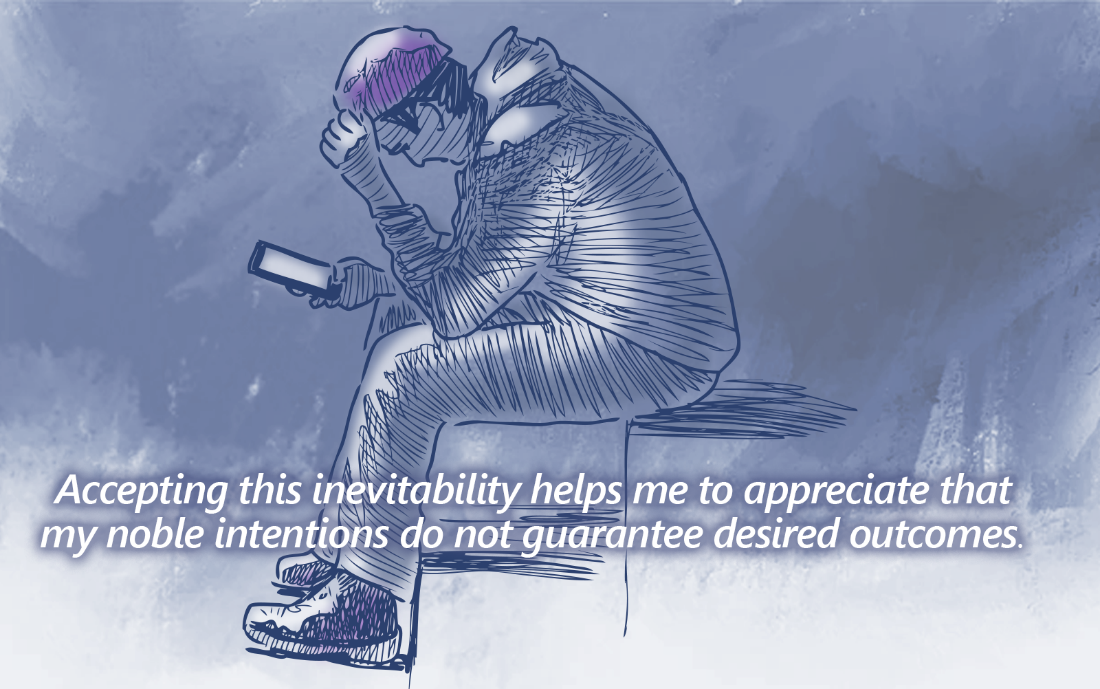 Accepting this inevitability helps me to appreciate that
my noble intentions do not guarantee desired outcomes.